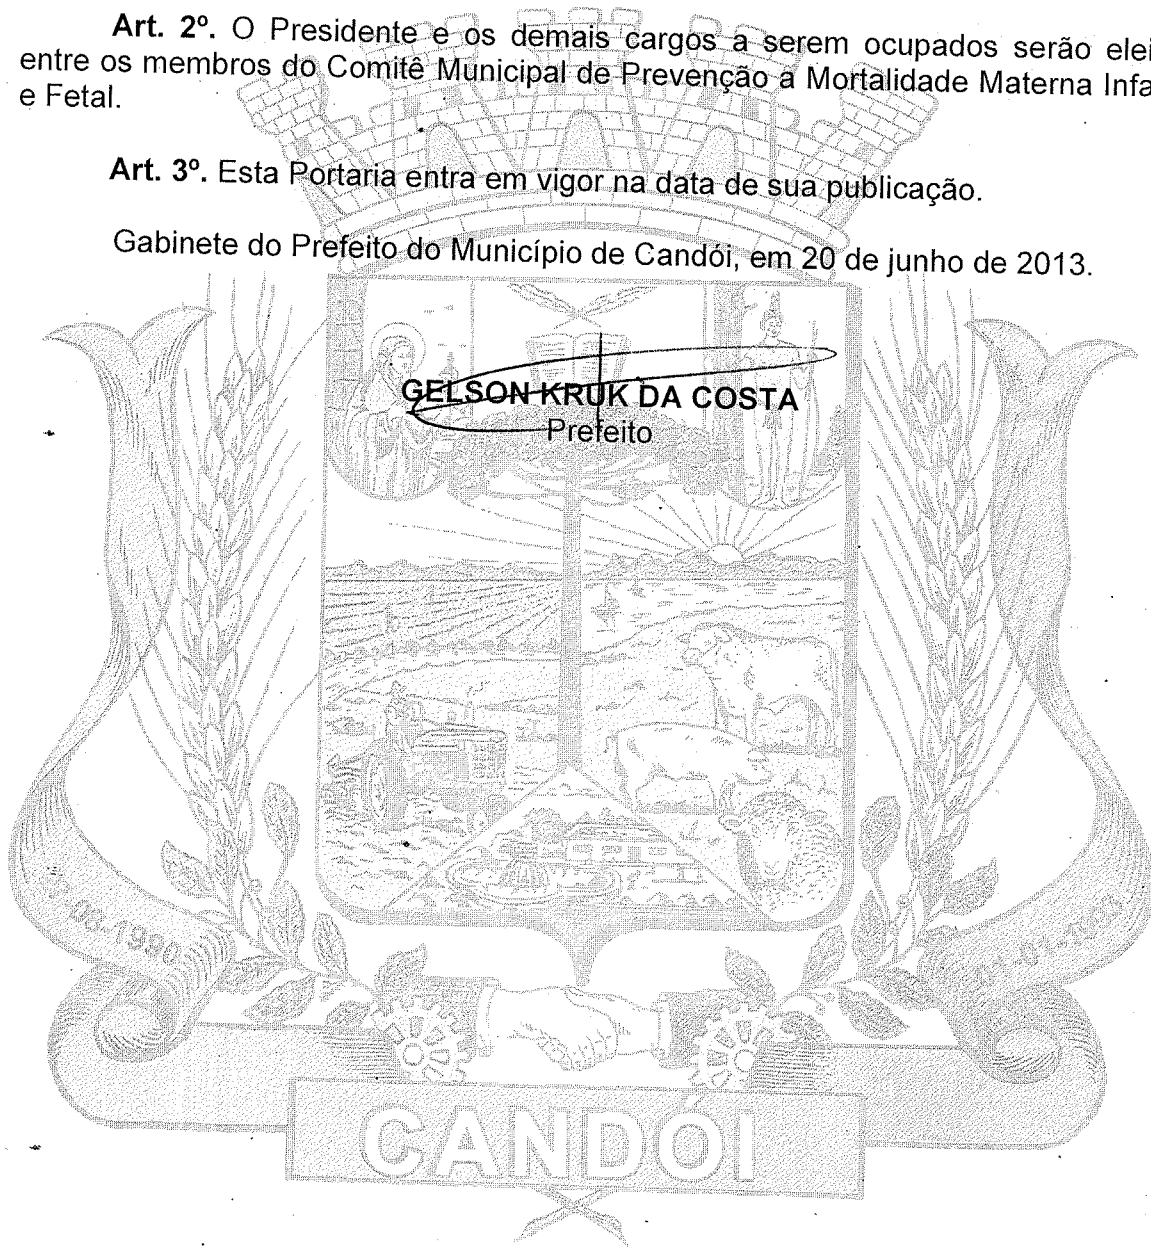 Art. 2º. O Presidente e os demais cargos a serem ocupados serão elei
entre os membros do Comitê Municipal de Prevenção a Mortalidade Materna Infa
e Fetal.
Art. 3º. Esta Portaria entra em vigor na data de sua publicação.
Gabinete do Prefeito do Município de Candói, em 20 de junho de 2013.
GELSON KRUK DA COSTA
Prefeito
-08-1990
CANDÓI